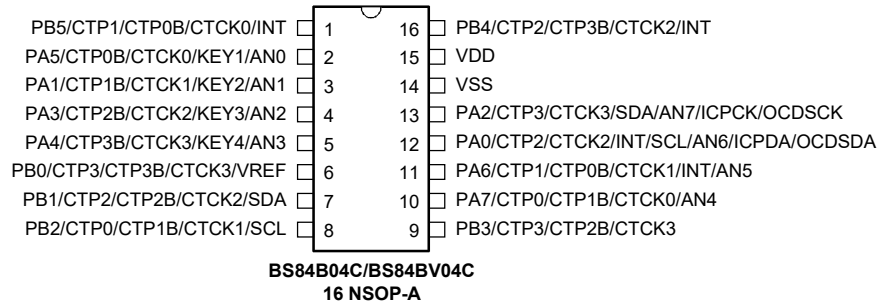 PB5/CTP1/CTP0B/CTCK0/INT 1 16 PB4/CTP2/CTP3B/CTCK2/INT
PA5/CTP0B/CTCK0/KEY1/AN0 2 15 VDD
PA1/CTP1B/CTCK1/KEY2/AN1 3 14 VSS
PA3/CTP2B/CTCK2/KEY3/AN2 4 13 PA2/CTP3/CTCK3/SDA/AN7/ICPCK/OCDSCK
PA4/CTP3B/CTCK3/KEY4/AN3 5 12 PA0/CTP2/CTCK2/INT/SCL/AN6/ICPDA/OCDSDA
PB0/CTP3/CTP3B/CTCK3/VREF 6 11 PA6/CTP1/CTP0B/CTCK1/INT/AN5
PB1/CTP2/CTP2B/CTCK2/SDA 7 10 PA7/CTP0/CTP1B/CTCK0/AN4
PB2/CTP0/CTP1B/CTCK1/SCL 8 9 PB3/CTP3/CTP2B/CTCK3
BS84B04C/BS84BV04C
16 NSOP-A